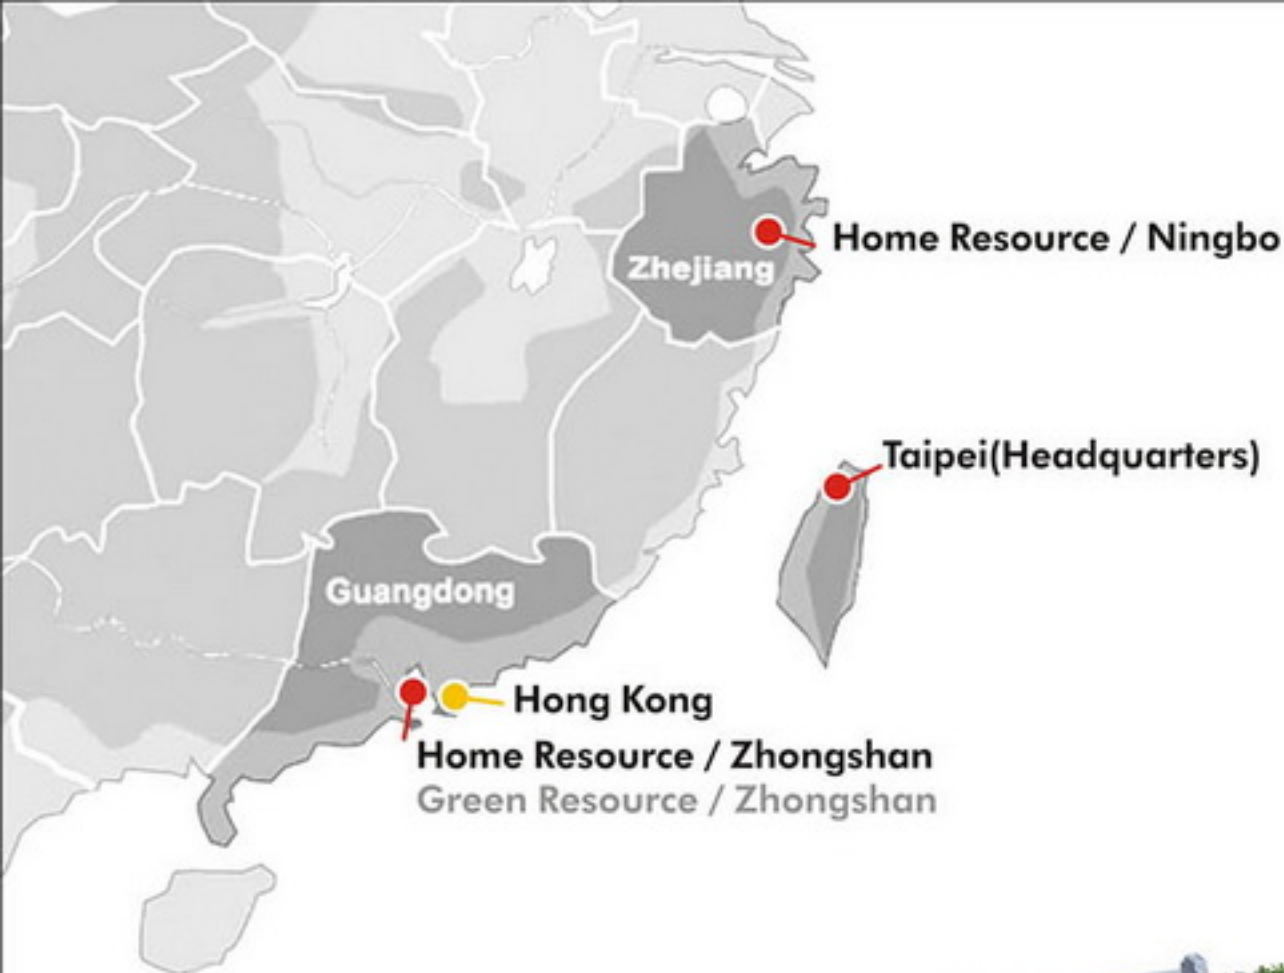 Home Resource / Ningbo
Zhejiang
Taipei(Headquarters)
Guangdong
Hong Kong
Home Resource / Zhongshan
Green Resource / Zhongshan